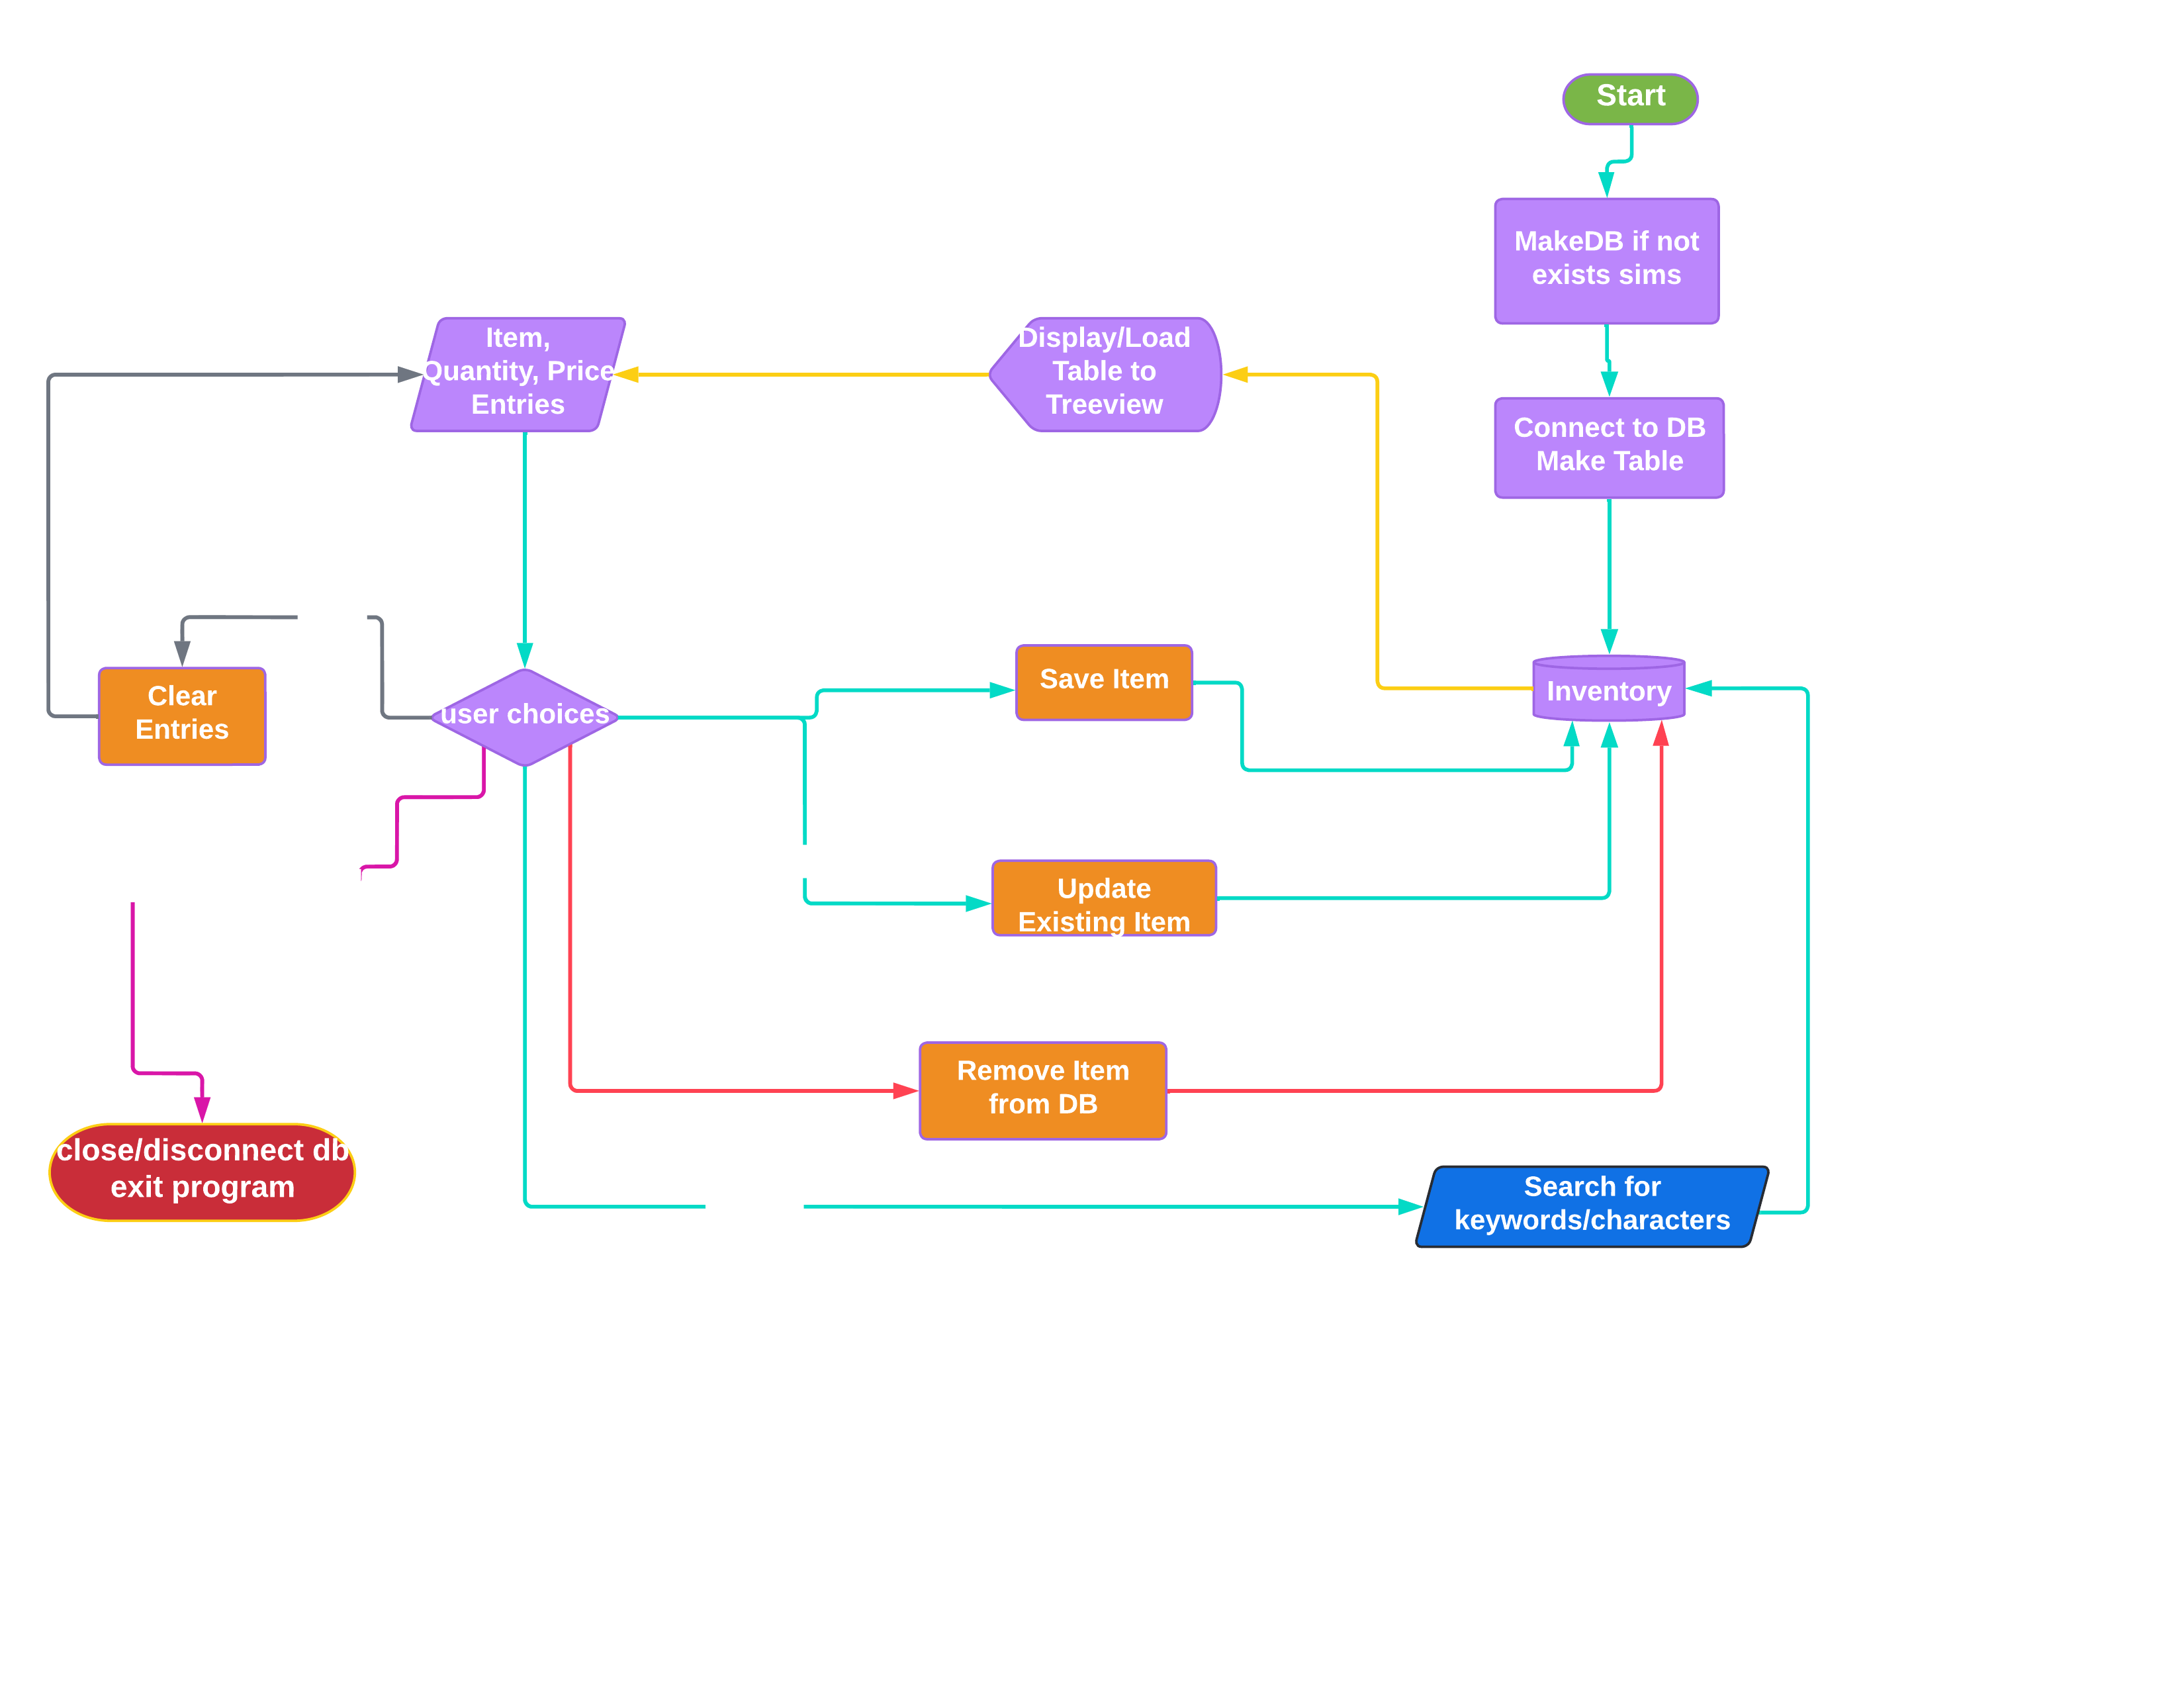 Start
MakeDB if not
exists sims
Item,
Quantity, Price
Entries
Display/Load
Table to
Treeview
Connect to DB
Make Table
Clear
Entries
user choices
Save Item
Inventory
Update
Existing Item
Remove Item
from DB
close/disconnect db
exit program
Search for
keywords/characters